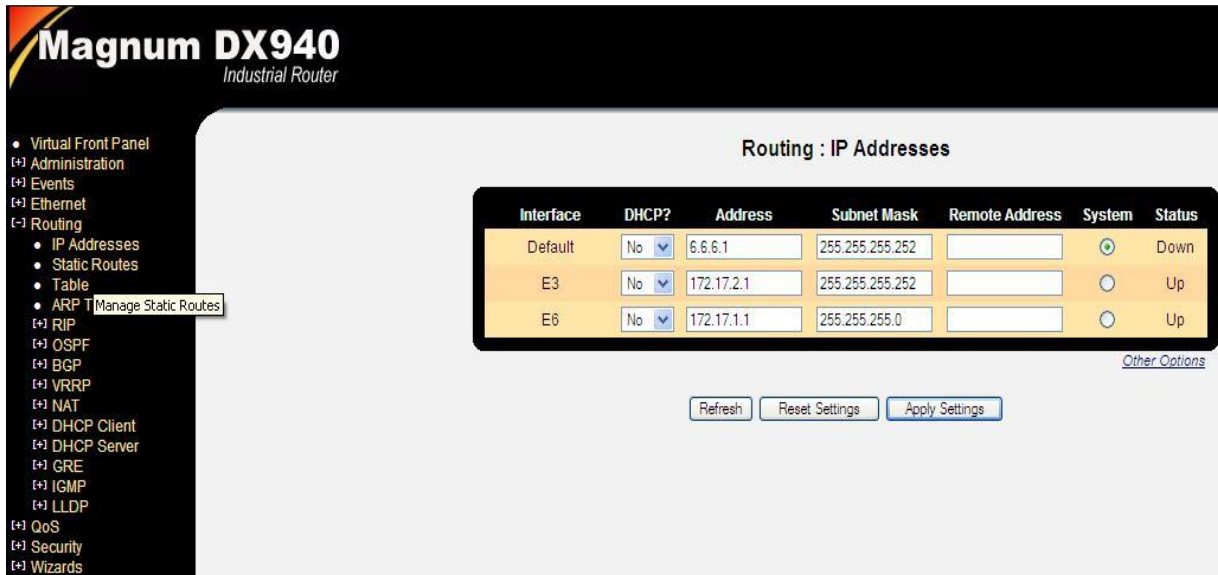 Magnum DX940
Industrial Router
Virtual Front Panel
[+] Administration
[+] Events
[+] Ethernet
[-] Routing
IP Addresses
Static Routes
Table
ARP T
Manage Static Routes
[+] RIP
[+] OSPF
[+] BGP
[+] VRRP
[+] NAT
[+] DHCP Client
[+] DHCP Server
[+] GRE
[+] IGMP
[+] LLDP
[+] QoS
[+] Security
[+] Wizards
Routing : IP Addresses
Interface DHCP? Address Subnet Mask Remote Address System Status
Default No 6.6.6.1 255.255.255.252 Down
E3 No 172.17.2.1 255.255.255.252 Up
E6 No 172.17.1.1 255.255.255.0 Up
Other Options
Refresh Reset Settings Apply Settings